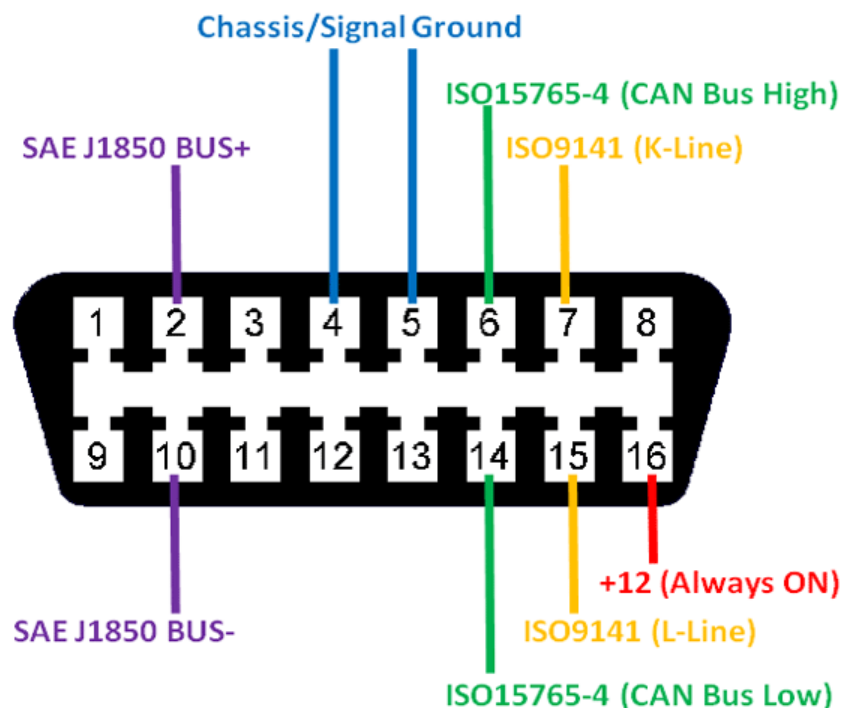 Chassis/Signal Ground
ISO15765-4 (CAN Bus High)
SAE J1850 BUS+
ISO9141 (K-Line)
1 2 3 4 5 6 7 8
9 10 11 12 13 14 15 16
+12 (Always ON)
SAE J1850 BUS-
ISO9141 (L-Line)
ISO15765-4 (CAN Bus Low)